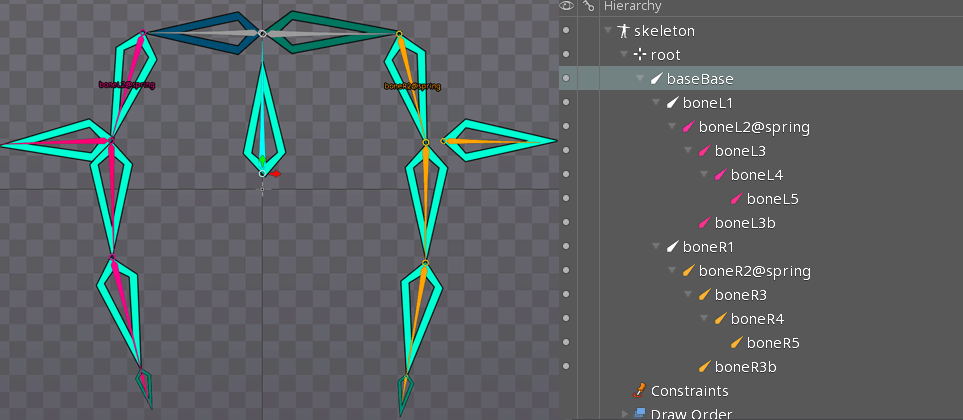 Hierarchy
skeleton
root
baseBase
boneL1
boneL2@spring
boneL3
boneL4
boneL5
boneL3b
boneR1
boneR2@spring
boneR3
boneR4
boneR5
boneR3b
Constraints
Draw Order
boneL2@spring
boneR2@spring